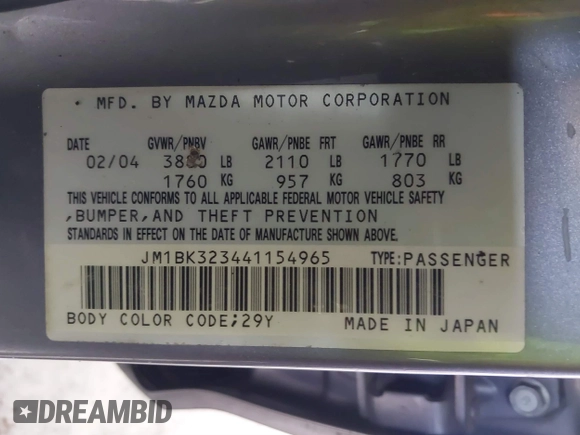 MFD. BY MAZDA MOTOR CORPORATION
DATE GVWR/PNBV GAWR/PNBE FRT GAWR/PNBE RR
02/04 3880 LB 2110 LB 1770 LB
1760 KG 957 KG 803 KG
THIS VEHICLE CONFORMS TO ALL APPLICABLE FEDERAL MOTOR VEHICLE SAFETY
,BUMPER,AND THEFT PREVENTION
STANDARDS IN EFFECT ON THE DATE OF MANUFACTURE SHOWN ABOVE.
JM1BK323441154965 TYPE:PASSENGER
BODY COLOR CODE;29Y MADE IN JAPAN
DREAMBID